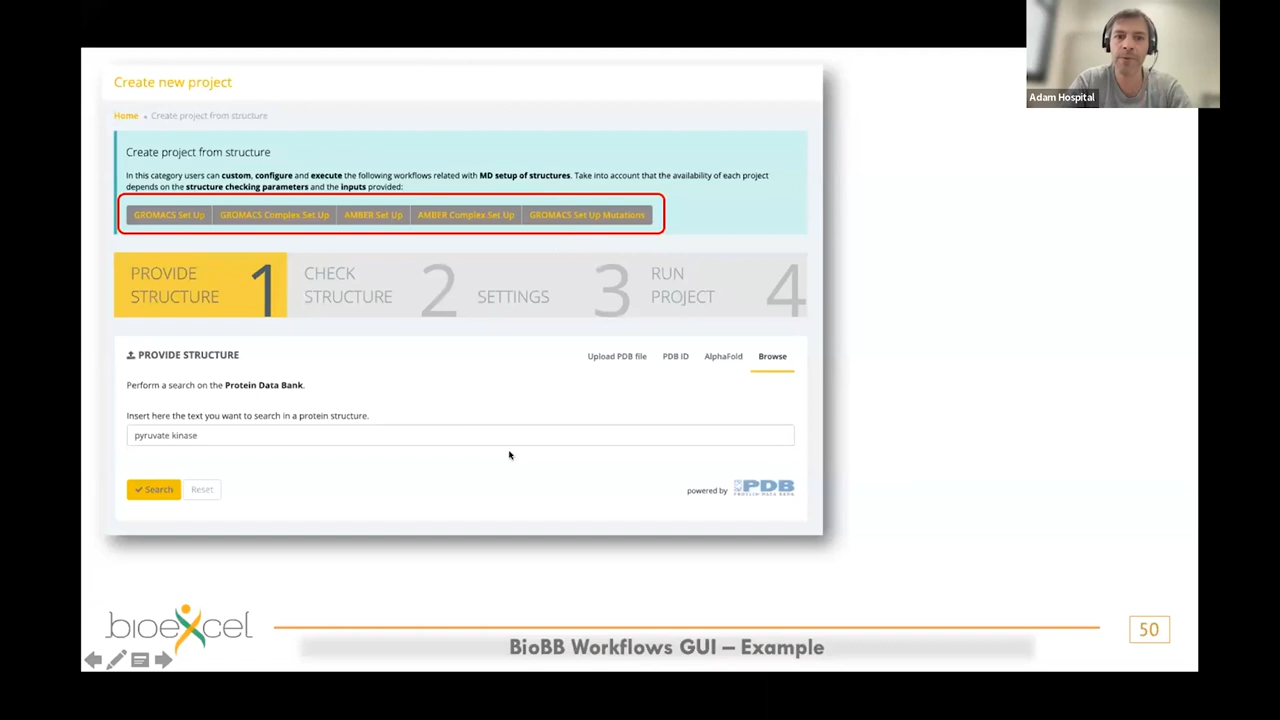 Adam Hospital
Create new project
Home • Create project from structure
Create project from structure
In this category users can custom, configure and execute the following workflows related with MD setup of structures. Take into account that the availability of each project
depends on the structure checking parameters and the inputs provided:
GROMACS Set Up GROMACS Complex Set Up AMBER Set Up AMBER Complex Set Up GROMACS Set Up Mutations
PROVIDE
STRUCTURE
1
CHECK
STRUCTURE
2
SETTINGS
3
RUN
PROJECT
4
PROVIDE STRUCTURE
Upload PDB file PDB ID AlphaFold Browse
Perform a search on the Protein Data Bank.
Insert here the text you want to search in a protein structure.
pyruvate kinase
Search Reset
powered by PDB
PROTEIN DATA BANK
bioexcel
BioBB Workflows GUI – Example
50